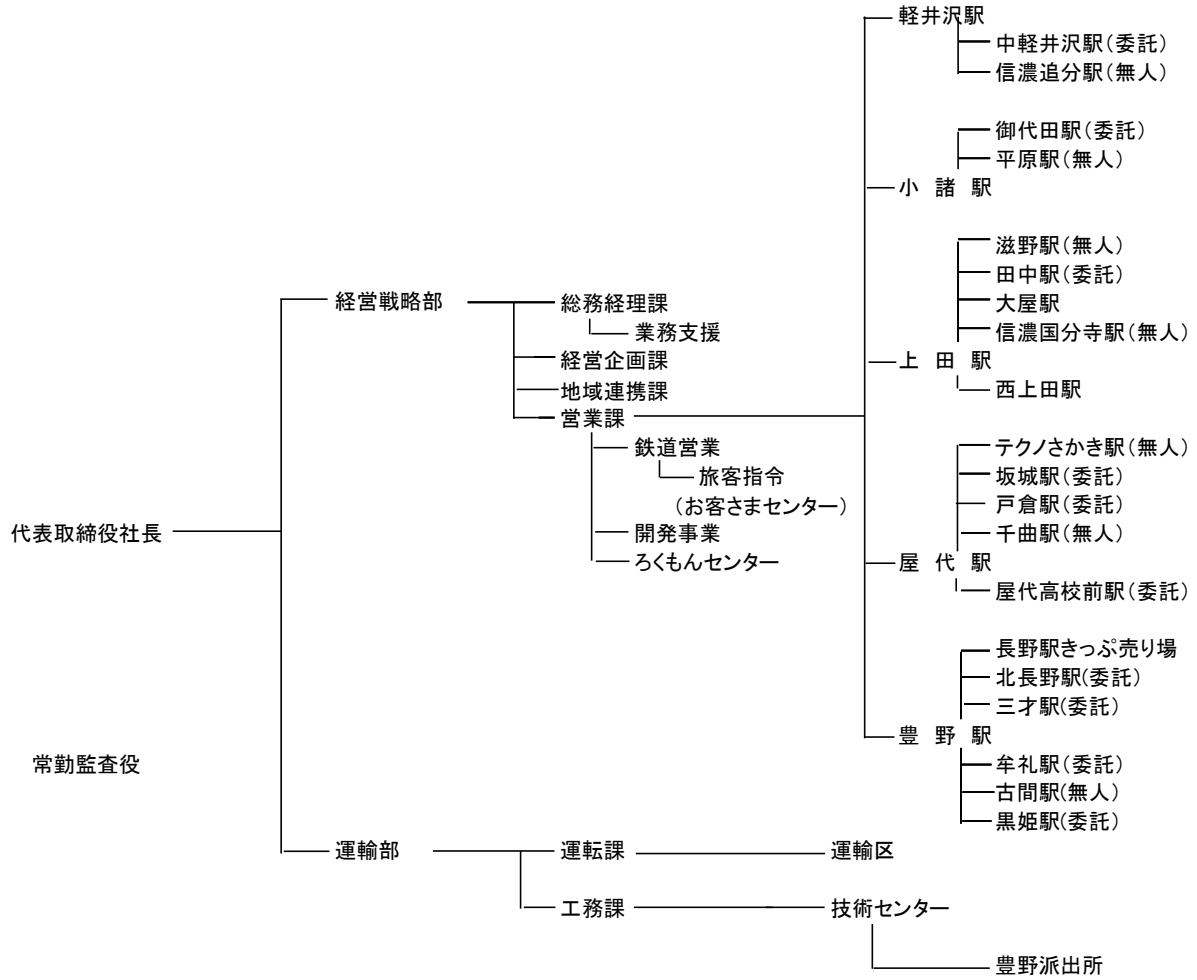 軽井沢駅
中軽井沢駅(委託)
信濃追分駅(無人)
御代田駅(委託)
平原駅(無人)
小 諸 駅
滋野駅(無人)
田中駅(委託)
大屋駅
信濃国分寺駅(無人)
上 田 駅
西上田駅
経営戦略部
総務経理課
業務支援
経営企画課
地域連携課
営業課
鉄道営業
旅客指令
(お客さまセンター)
開発事業
ろくもんセンター
テクノさかき駅(無人)
坂城駅(委託)
戸倉駅(委託)
千曲駅(無人)
屋 代 駅
屋代高校前駅(委託)
代表取締役社長
長野駅きっぷ売り場
北長野駅(委託)
三才駅(委託)
豊 野 駅
牟礼駅(委託)
古間駅(無人)
黒姫駅(委託)
常勤監査役
運輸部
運転課
運輸区
工務課
技術センター
豊野派出所